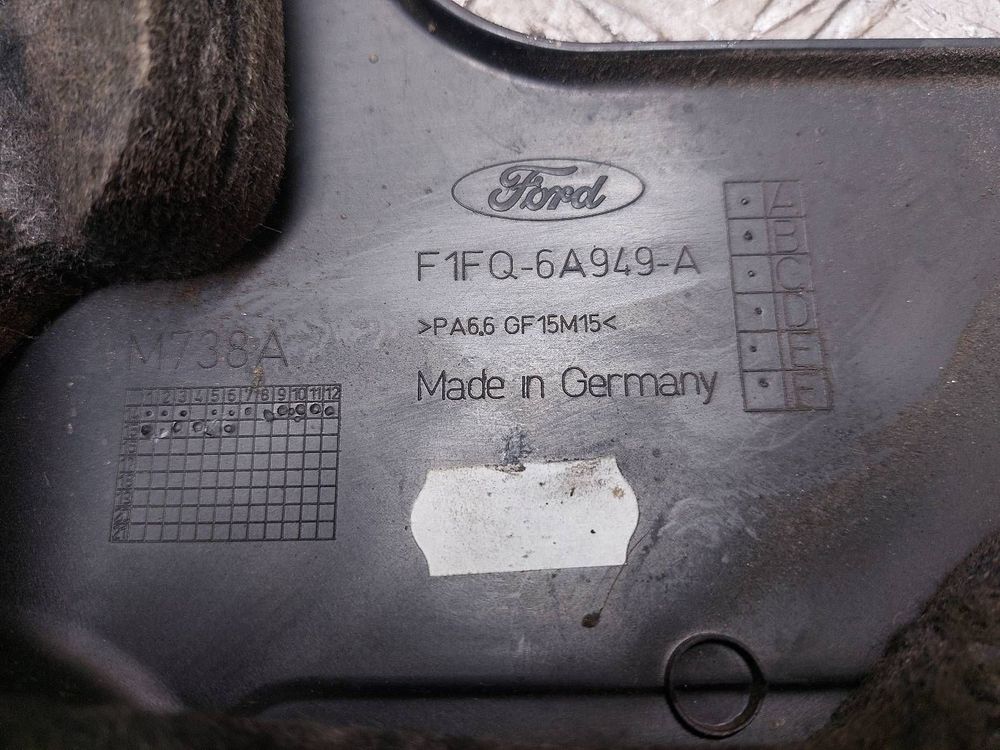 Ford
F1FQ-6A949-A
>PA6.6 GF15M15<
Made in Germany
M738A
1 2 3 4 5 6 7 8 9 10 11 12
A
B
C
D
E
F